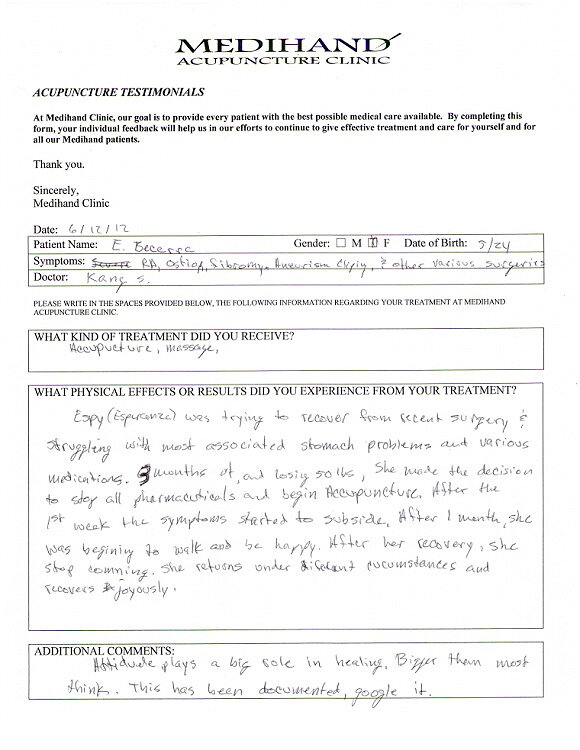 MEDIHAND
ACUPUNCTURE CLINIC
ACUPUNCTURE TESTIMONIALS
At Medihand Clinic, our goal is to provide every patient with the best possible medical care available. By completing this
form, your individual feedback will help us in our efforts to continue to give effective treatment and care for yourself and for
all our Medihand patients.
Thank you.
Sincerely,
Medihand Clinic
Date: 6/12/12
Patient Name: E. Becerra Gender: ☐ M ☒ F Date of Birth: 5/24
Symptoms: RA, Ostiop, Fibromy, Aneurism & other various surgeries
Doctor: Kang S.
PLEASE WRITE IN THE SPACES PROVIDED BELOW, THE FOLLOWING INFORMATION REGARDING YOUR TREATMENT AT MEDIHAND
ACUPUNCTURE CLINIC.
WHAT KIND OF TREATMENT DID YOU RECEIVE?
Accupuncture, massage,
WHAT PHYSICAL EFFECTS OR RESULTS DID YOU EXPERIENCE FROM YOUR TREATMENT?
Espy (Esperanza) was trying to recover from recent surgery &
struggling with most associated stomach problems and various
medications. 3 months of, and losing 50 lbs, She made the decision
to stop all pharmaceuticals and begin Accupuncture. After the
1st week the symptoms started to subside, After 1 month, she
was begining to walk and be happy. After her recovery, she
stop comming. She returns under circumstances and
recovers joyously.
ADDITIONAL COMMENTS:
Attidude plays a big role in healing, Bigger then most
think. This has been documented, google it.